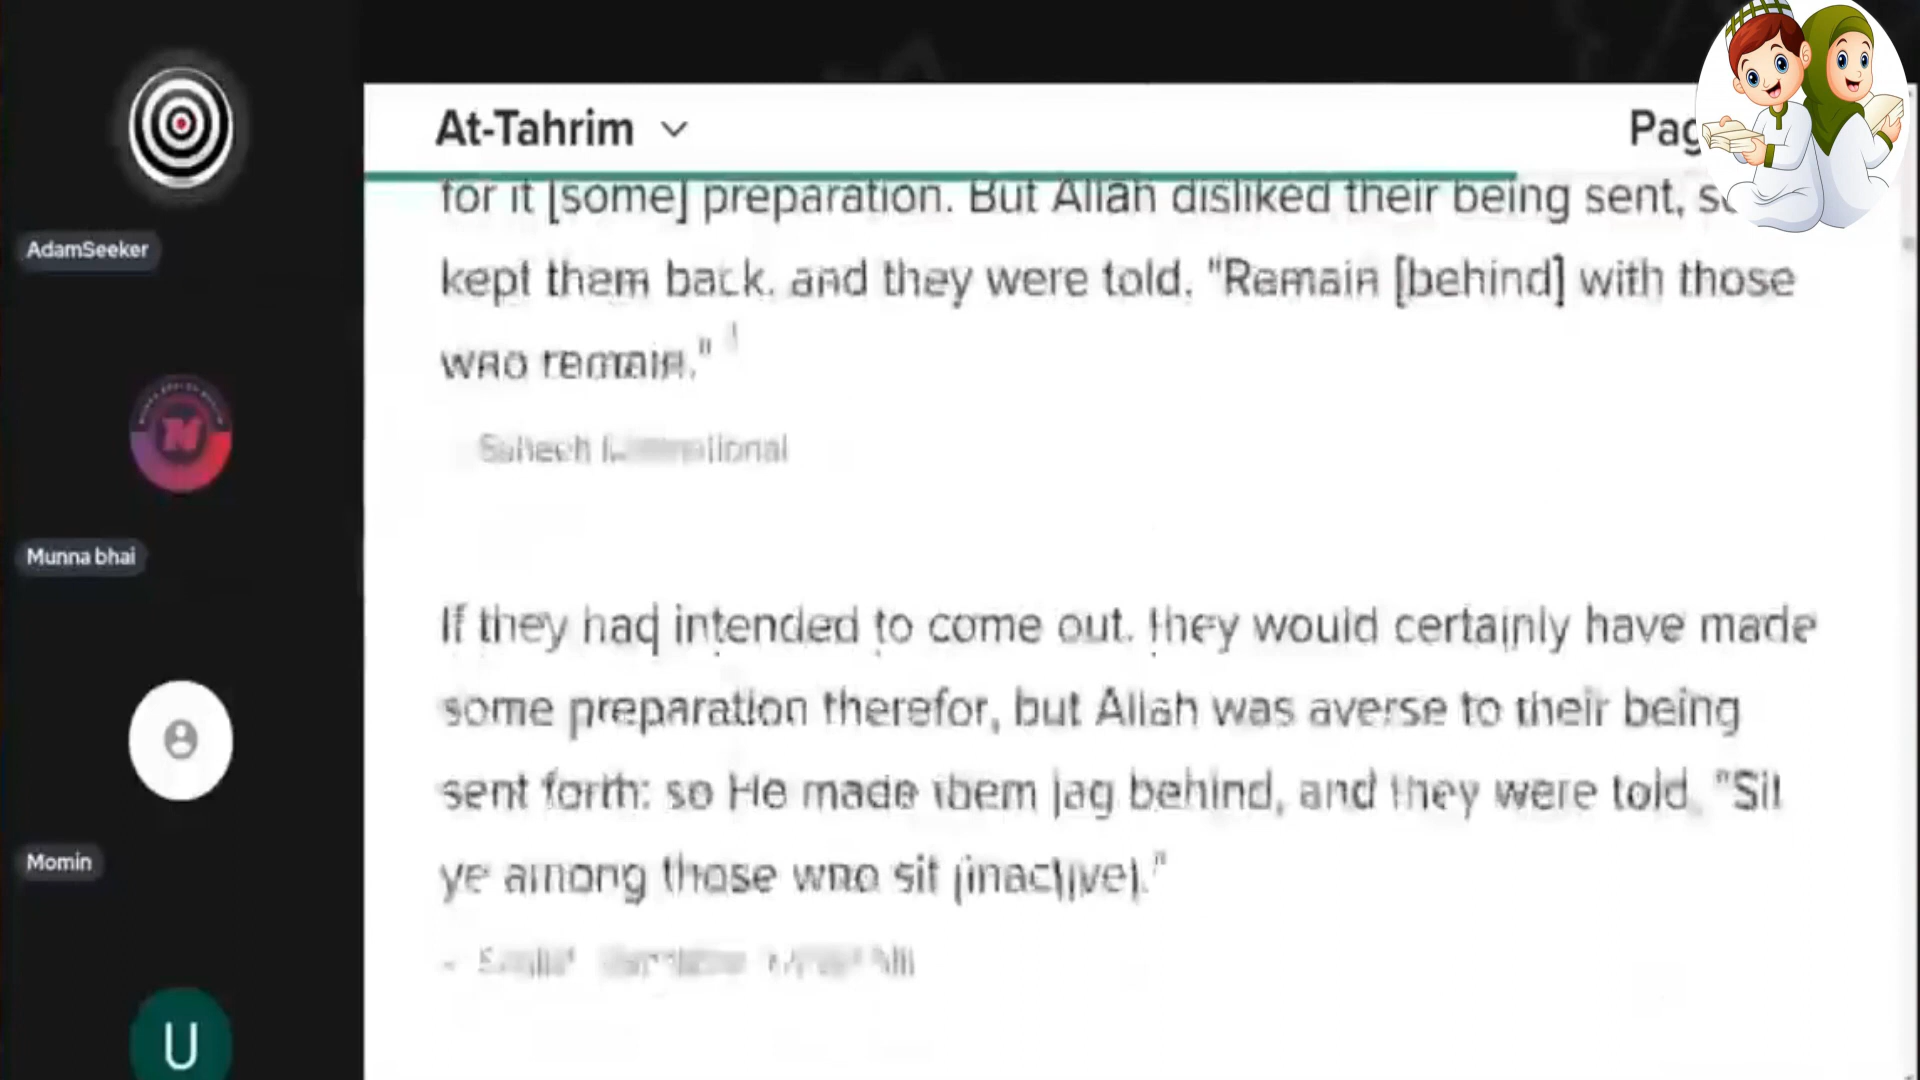 AdamSeeker
Munna bhai
Momin
U
At-Tahrim
Pag
for it [some] preparation. But Allah disliked their being sent,
kept them back, and they were told, "Remain [behind] with those
who remain." 1
International
If they had intended to come out, they would certainly have made
some preparation therefor, but Allah was averse to their being
sent forth: so He made them lag behind, and they were told, "Sit
ye among those who sit (inactive)."